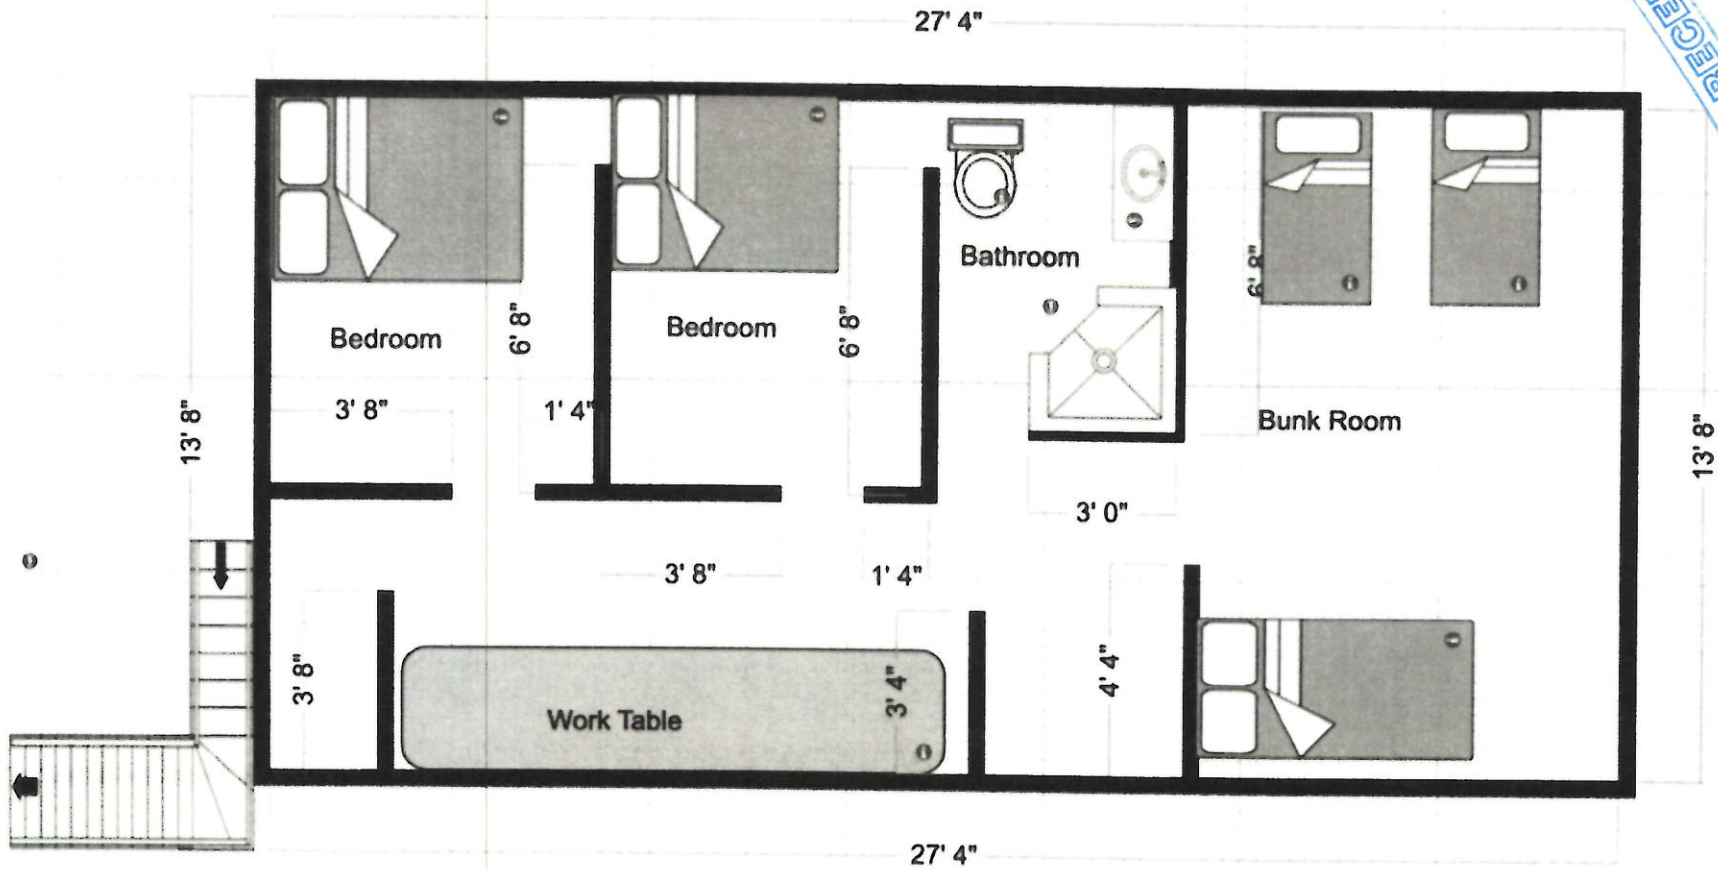 27' 4"
RECE
Bathroom
6' 8"
Bedroom
6' 8"
Bedroom
6' 8"
13' 8"
3' 8"
1' 4"
Bunk Room
13' 8"
3' 0"
3' 8"
1' 4"
3' 8"
3' 4"
4' 4"
Work Table
27' 4"